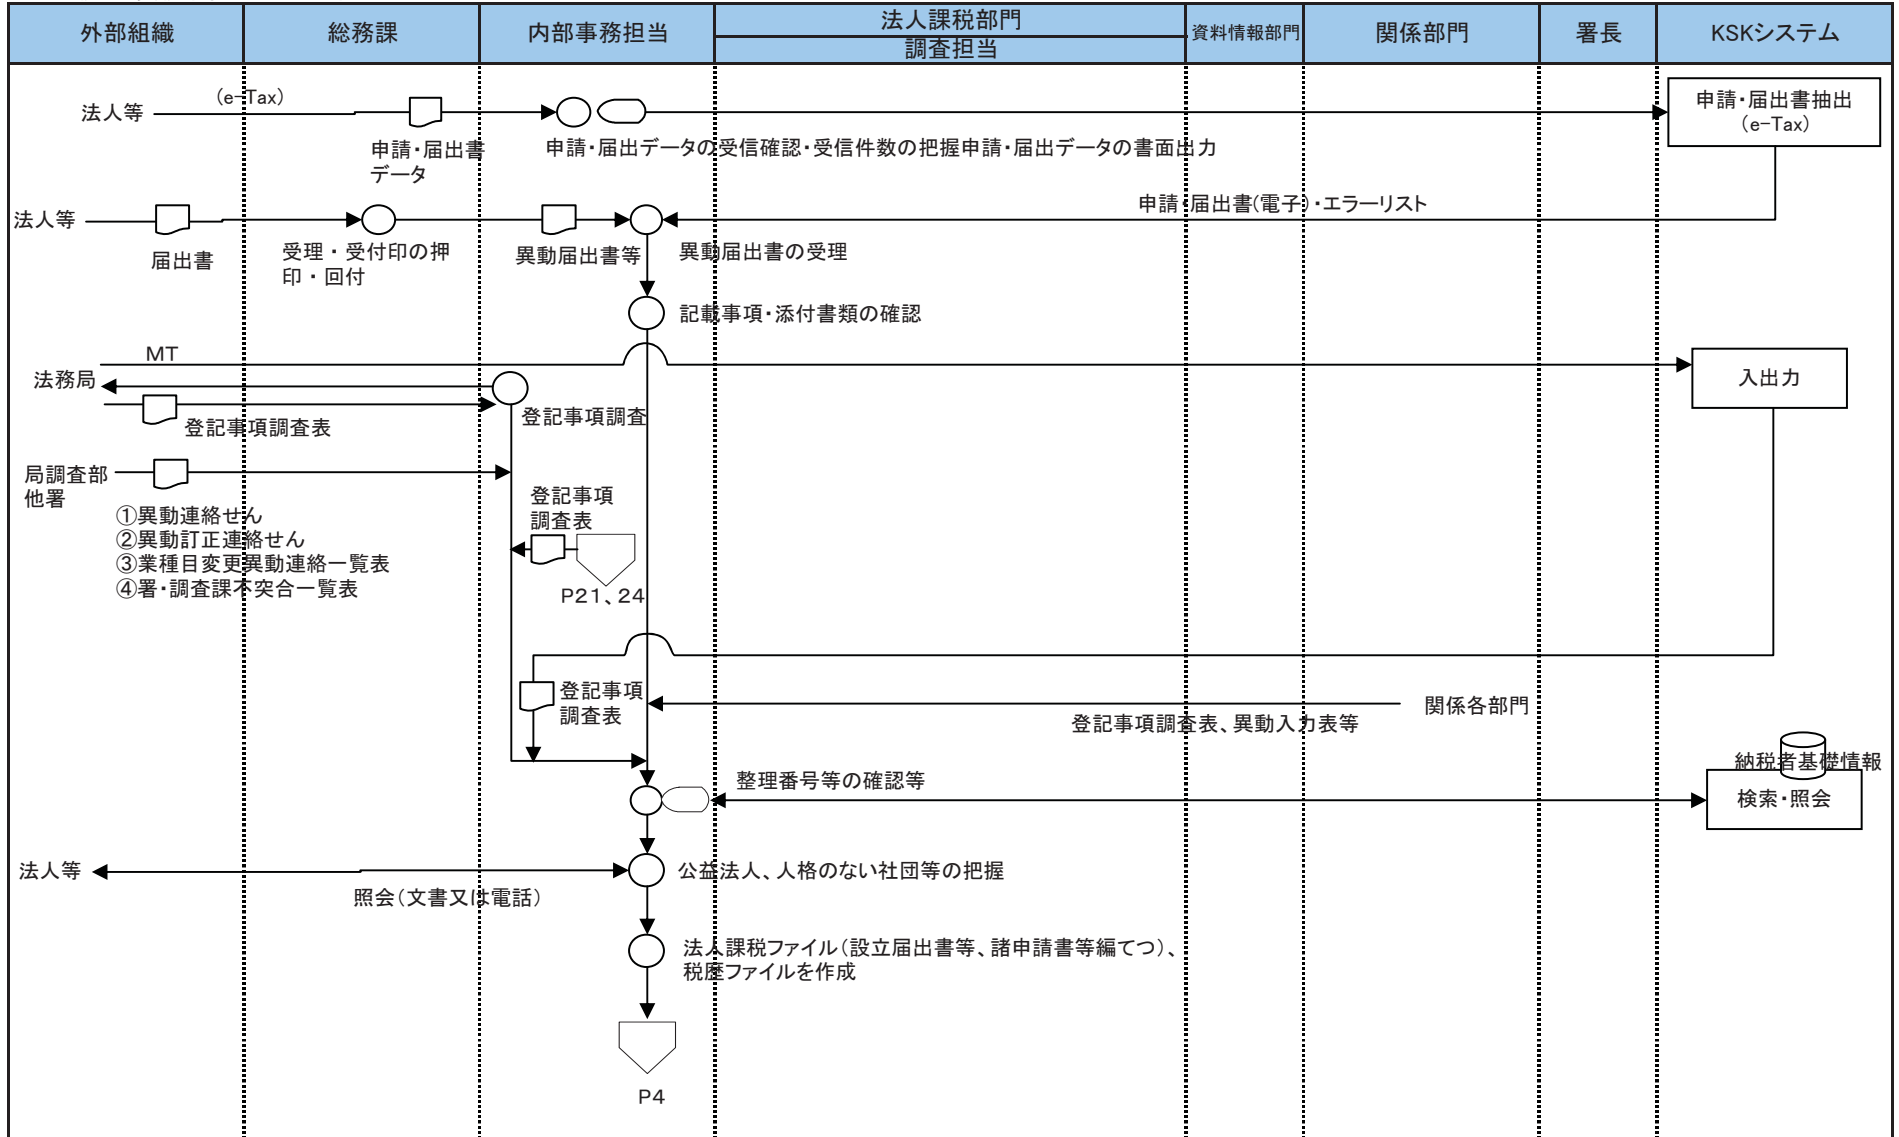 外部組織
総務課
内部事務担当
法人課税部門
調査担当
資料情報部門
関係部門
署長
KSKシステム
法人等
(e-Tax)
申請・届出書
データ
申請・届出データの受信確認・受信件数の把握申請・届出データの書面出力
申請・届出書抽出
(e-Tax)
法人等
届出書
受理・受付印の押
印・回付
異動届出書等
異動届出書の受理
申請・届出書(電子)・エラーリスト
記載事項・添付書類の確認
MT
法務局
登記事項調査表
登記事項調査
入出力
局調査部
他署
①異動連絡せん
②異動訂正連絡せん
③業種目変更異動連絡一覧表
④署・調査課不突合一覧表
登記事項
調査表
P21、24
登記事項
調査表
関係各部門
登記事項調査表、異動入力表等
納税者基礎情報
検索・照会
整理番号等の確認等
法人等
照会(文書又は電話)
公益法人、人格のない社団等の把握
法人課税ファイル(設立届出書等、諸申請書等編てつ)、
税歴ファイルを作成
P4